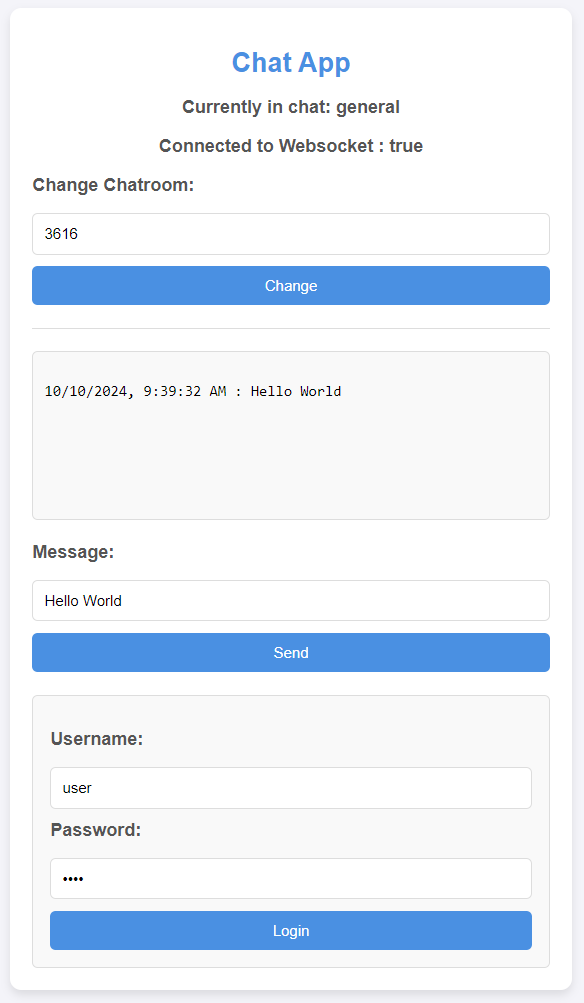 Chat App
Currently in chat: general
Connected to Websocket : true
Change Chatroom:
3616
Change
10/10/2024, 9:39:32 AM : Hello World
Message:
Hello World
Send
Username:
user
Password:
••••
Login